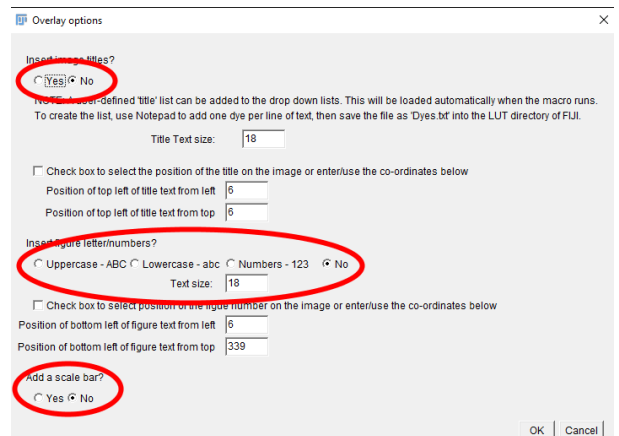 Overlay options
Insert image titles?
Yes No
NOTE: A user-defined 'title' list can be added to the drop down lists. This will be loaded automatically when the macro runs.
To create the list, use Notepad to add one dye per line of text, then save the file as 'Dyes.txt' into the LUT directory of FIJI.
Title Text size: 18
Check box to select the position of the title on the image or enter/use the co-ordinates below
Position of top left of title text from left 6
Position of top left of title text from top 6
Insert figure letter/numbers?
Uppercase - ABC Lowercase - abc Numbers - 123 No
Text size: 18
Check box to select position of the figue number on the image or enter/use the co-ordinates below
Position of bottom left of figure text from left 6
Position of bottom left of figure text from top 339
Add a scale bar?
Yes No
OK Cancel